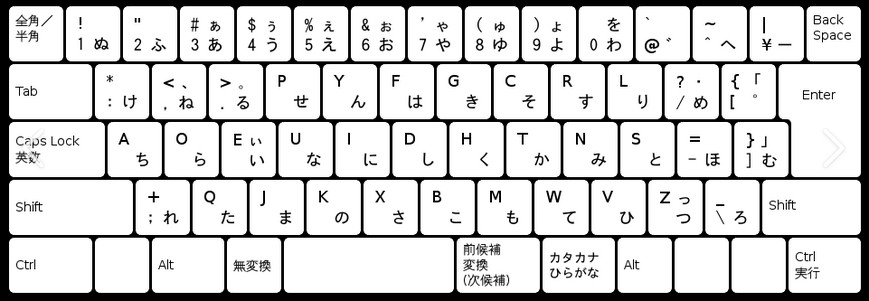 全角／ ! " # ぁ $ ぅ % ぇ & ぉ ' ゃ ( ゅ ) ょ を ` ~ | Back
半角 1 ぬ 2 ふ 3 あ 4 う 5 え 6 お 7 や 8 ゆ 9 よ 0 わ @ ゛ ^ へ ¥ ー Space
Tab * < 、 > 。 P Y F G C R L ? ・ { 「 Enter
: け , ね . る せ ん は き そ す り / め [ ゜
Caps Lock A O E ぃ U I D H T N S = } 」
英数 ち ら い な に し く か み と - ほ ] む
Shift + Q J K X B M W V Z っ _ Shift
; れ た ま の さ こ も て ひ つ \ ろ
Ctrl Alt 無変換 前候補 カタカナ Alt Ctrl
変換 ひらがな 実行
(次候補)